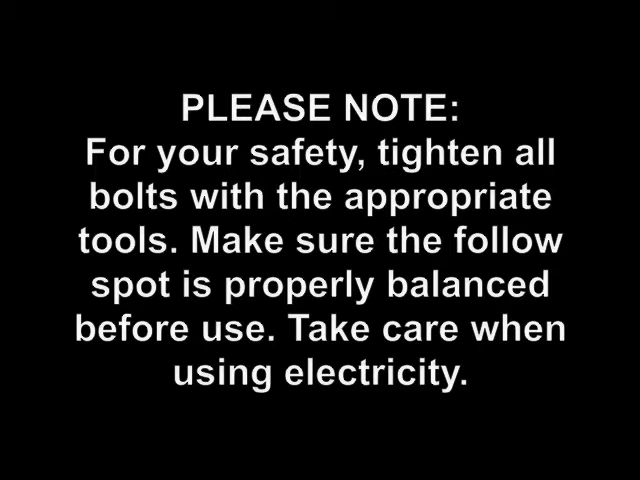 PLEASE NOTE:
For your safety, tighten all
bolts with the appropriate
tools. Make sure the follow
spot is properly balanced
before use. Take care when
using electricity.